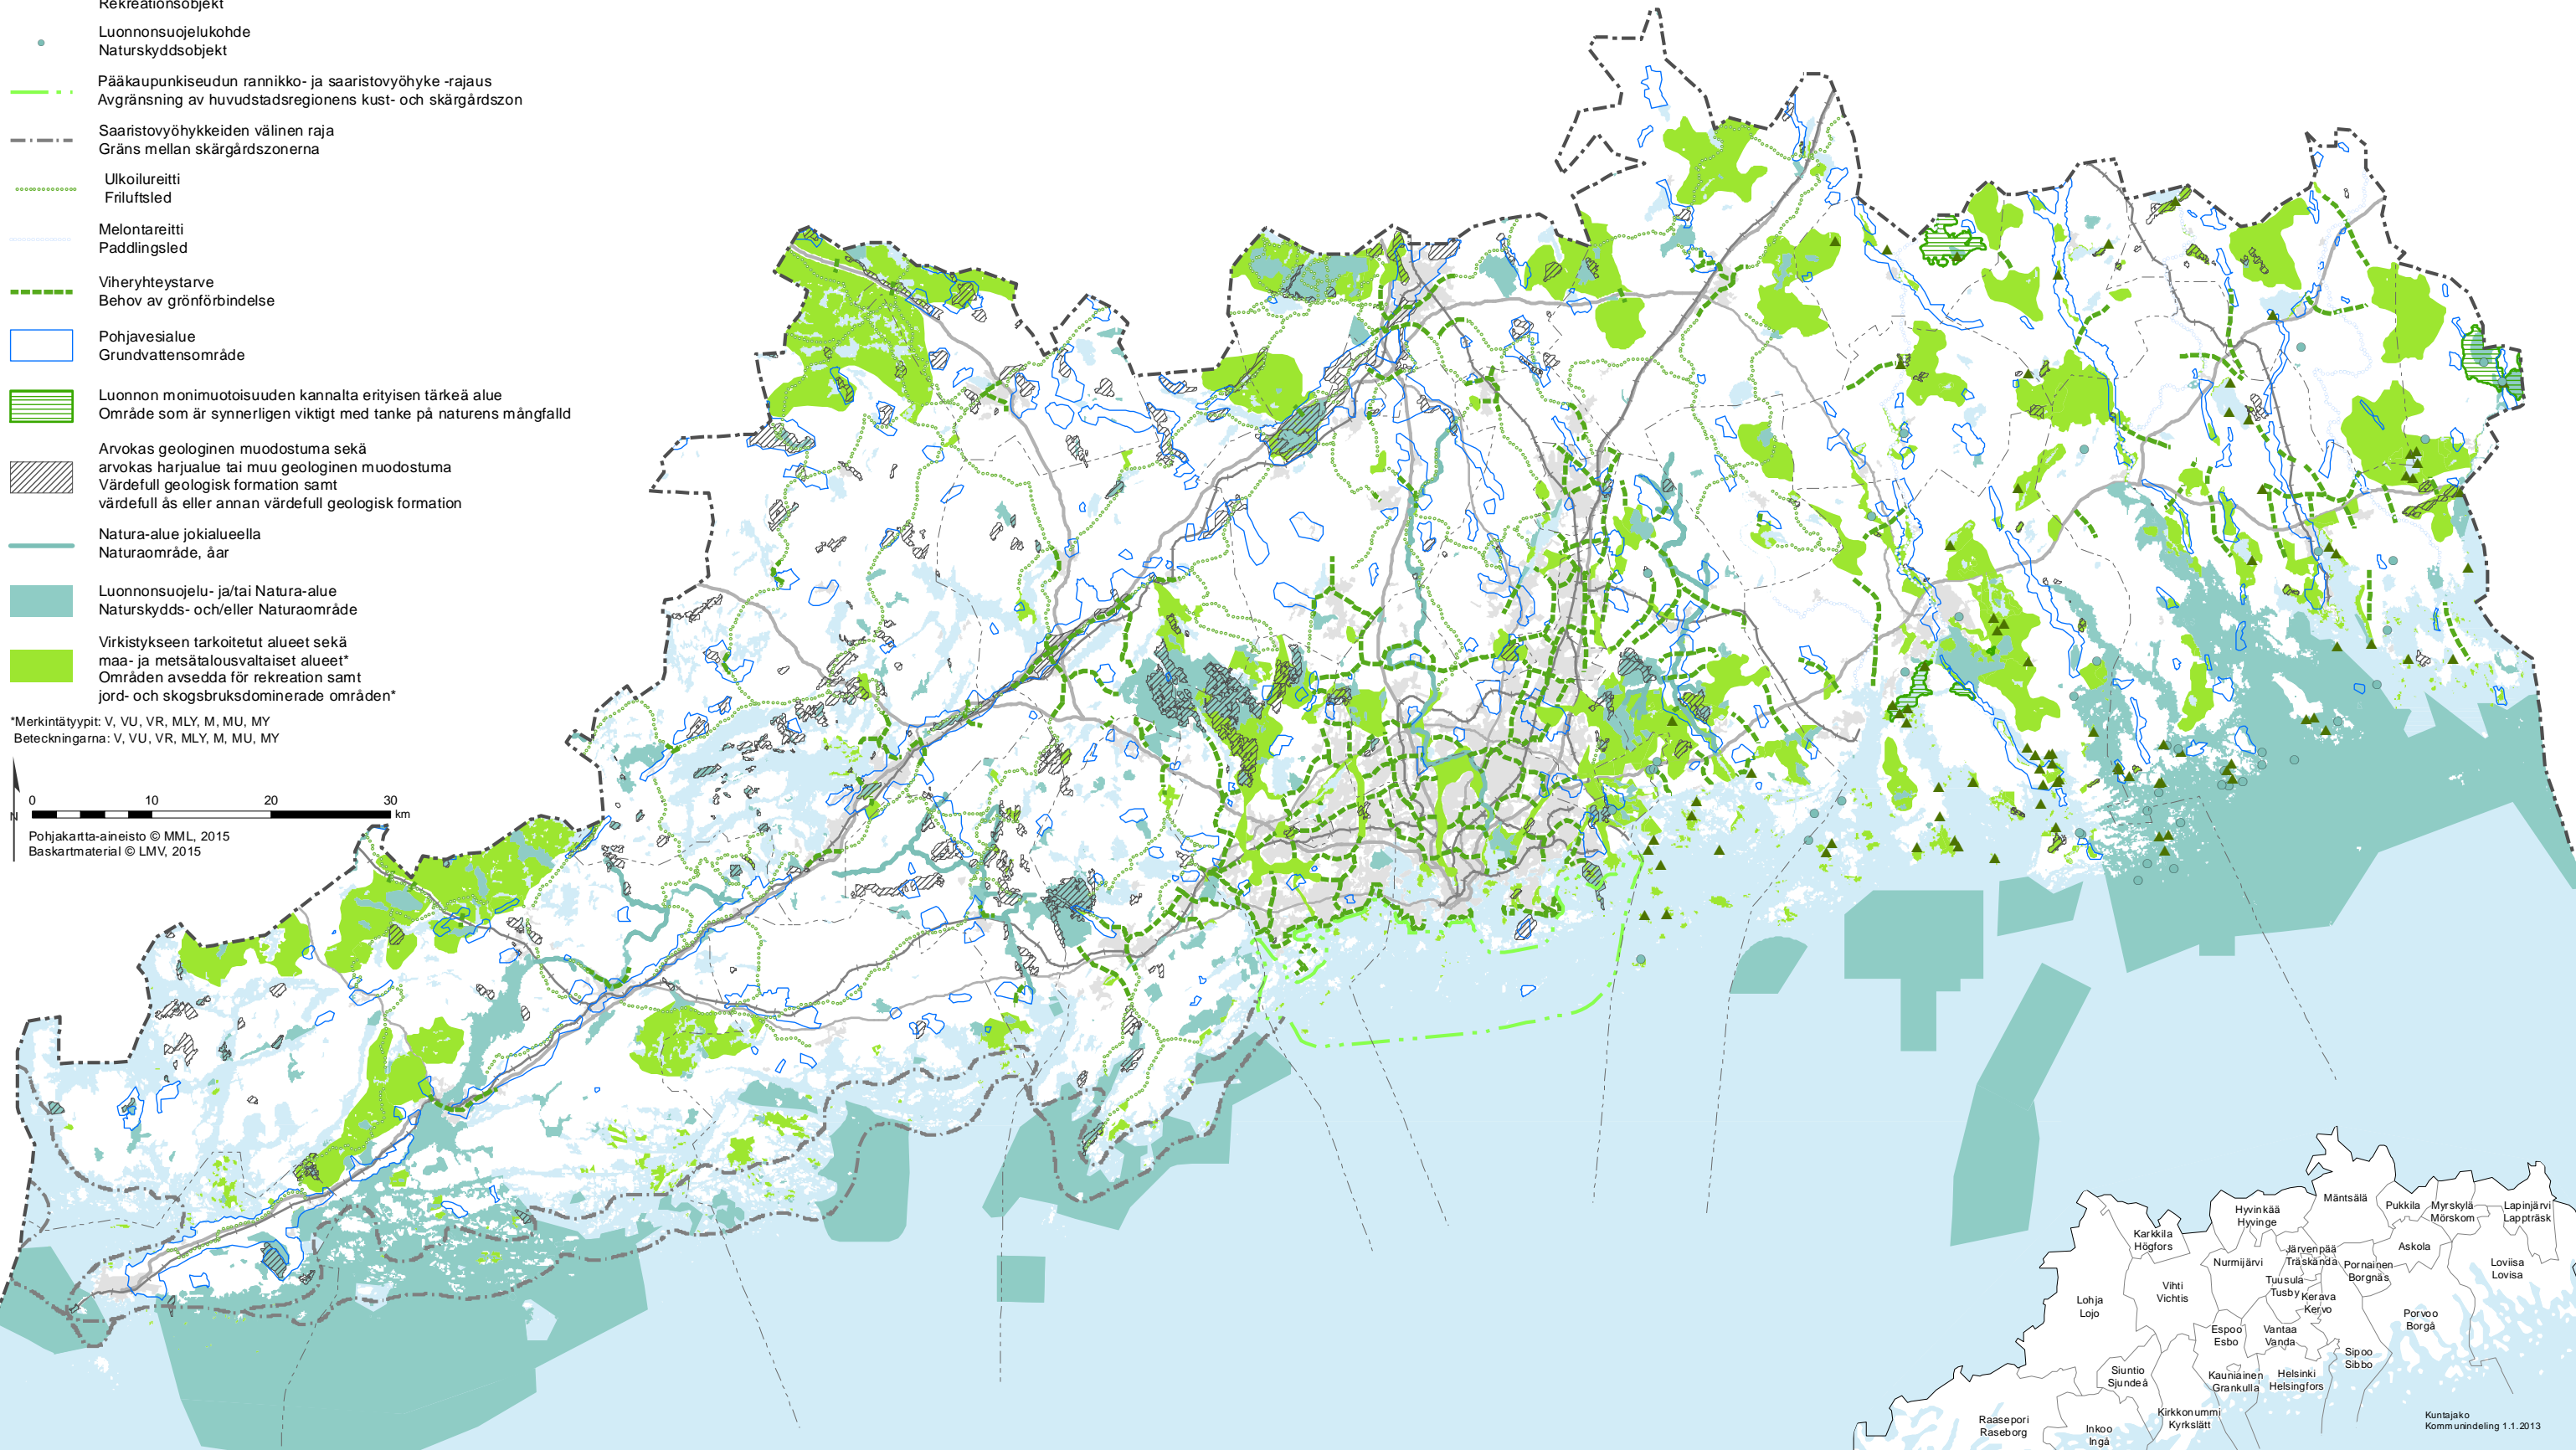 Rekreationsobjekt
Luonnonsuojelukohde
Naturskyddsobjekt
Pääkaupunkiseudun rannikko- ja saaristovyöhyke -rajaus
Avgränsning av huvudstadsregionens kust- och skärgårdszon
Saaristovyöhykkeiden välinen raja
Gräns mellan skärgårdszonerna
Ulkoilureitti
Friluftsled
Melontareitti
Paddlingsled
Viheryhteystarve
Behov av grönförbindelse
Pohjavesialue
Grundvattensområde
Luonnon monimuotoisuuden kannalta erityisen tärkeä alue
Område som är synnerligen viktigt med tanke på naturens mångfalld
Arvokas geologinen muodostuma sekä
arvokas harjualue tai muu geologinen muodostuma
Värdefull geologisk formation samt
värdefull ås eller annan värdefull geologisk formation
Natura-alue jokialueella
Naturaområde, åar
Luonnonsuojelu- ja/tai Natura-alue
Naturskydds- och/eller Naturaområde
Virkistykseen tarkoitetut alueet sekä
maa- ja metsätalousvaltaiset alueet*
Områden avsedda för rekreation samt
jord- och skogsbruksdominerade områden*
*Merkintätyypit: V, VU, VR, MLY, M, MU, MY
Beteckningarna: V, VU, VR, MLY, M, MU, MY
0 10 20 30
km
N
Pohjakartta-aineisto © MML, 2015
Baskartmaterial © LMV, 2015
Mäntsälä
Hyvinkää
Hyvinge
Pukkila
Myrskylä
Mörskom
Lapinjärvi
Lappträsk
Karkkila
Högfors
Askola
Järvenpää
Träskända
Nurmijärvi
Pornainen
Borgnäs
Loviisa
Lovisa
Vihti
Vichtis
Tuusula
Tusby
Kerava
Kervo
Lohja
Lojo
Porvoo
Borgå
Espoo
Esbo
Vantaa
Vanda
Sipoo
Sibbo
Siuntio
Sjundeå
Kauniainen
Grankulla
Helsinki
Helsingfors
Kirkkonummi
Kyrkslätt
Raasepori
Raseborg
Inkoo
Ingå
Kuntajako
Kommunindeling 1.1.2013